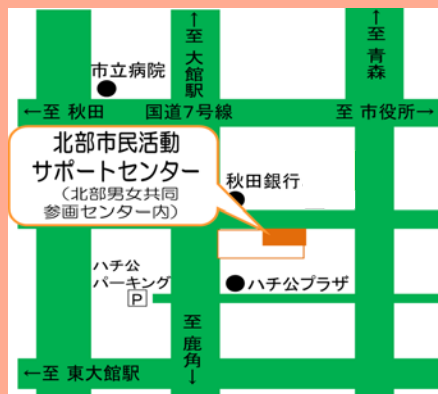 ←至 大館駅
至 青森→
市立病院
←至 秋田
国道7号線
至 市役所→
北部市民活動
サポートセンター
(北部男女共同
参画センター内)
秋田銀行
ハチ公
パーキング
P
ハチ公プラザ
至 鹿角→
←至 東大館駅